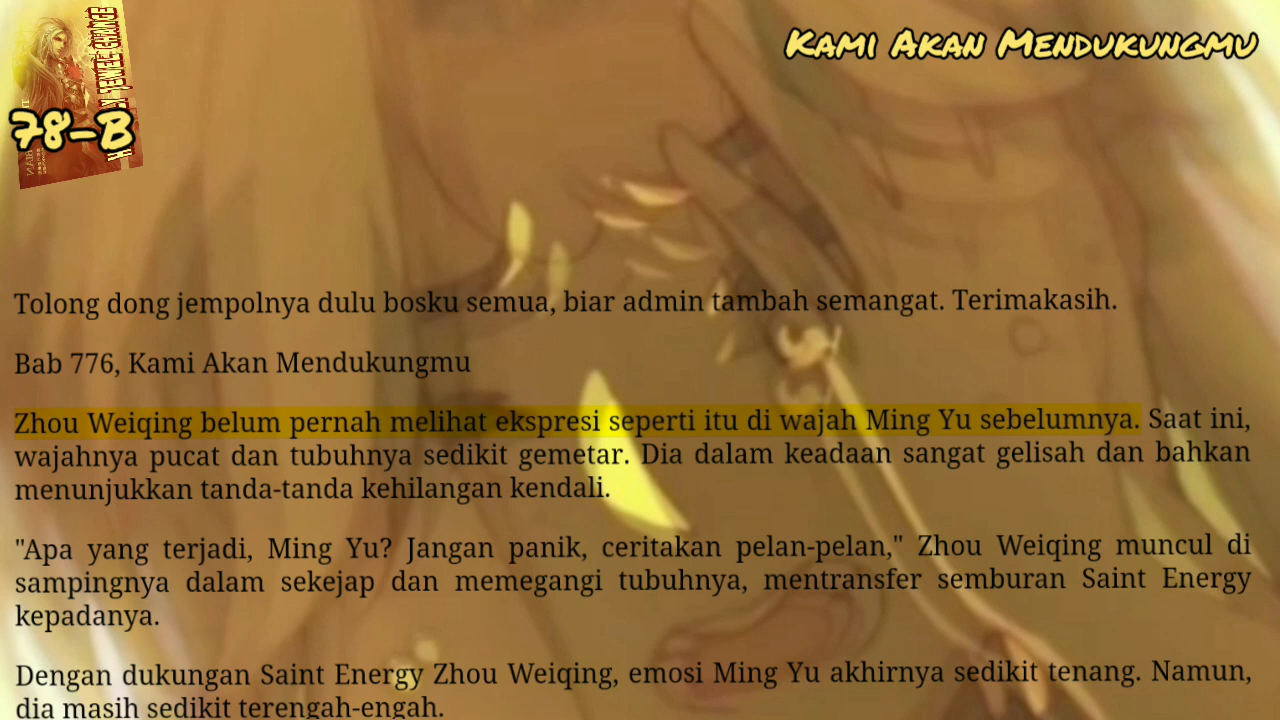 Kami Akan Mendukungmu
78-B
Tolong dong jempolnya dulu bosku semua, biar admin tambah semangat. Terimakasih.
Bab 776, Kami Akan Mendukungmu
Zhou Weiqing belum pernah melihat ekspresi seperti itu di wajah Ming Yu sebelumnya. Saat ini,
wajahnya pucat dan tubuhnya sedikit gemetar. Dia dalam keadaan sangat gelisah dan bahkan
menunjukkan tanda-tanda kehilangan kendali.
"Apa yang terjadi, Ming Yu? Jangan panik, ceritakan pelan-pelan," Zhou Weiqing muncul di
sampingnya dalam sekejap dan memegangi tubuhnya, mentransfer semburan Saint Energy
kepadanya.
Dengan dukungan Saint Energy Zhou Weiqing, emosi Ming Yu akhirnya sedikit tenang. Namun,
dia masih sedikit terengah-engah.